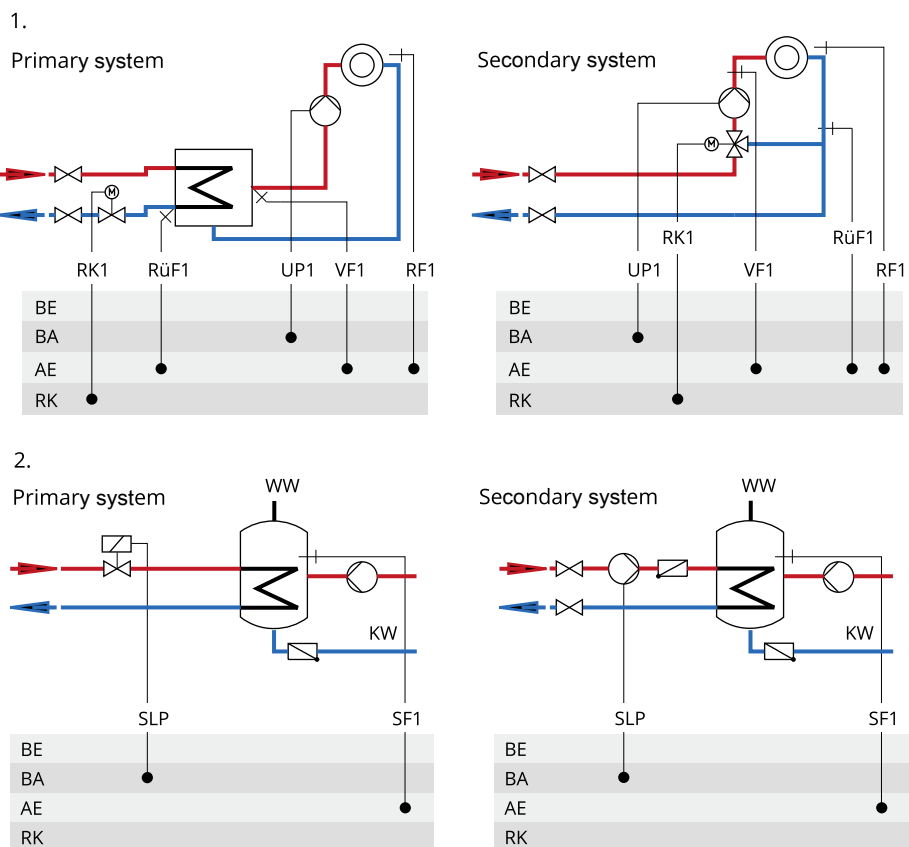 1.
Primary system
Secondary system
M
M
RK1
RüF1
UP1
VF1
RF1
RK1
RüF1
UP1
VF1
RF1
BE
BA
AE
RK
BE
BA
AE
RK
2.
Primary system
WW
Secondary system
WW
KW
KW
SLP
SF1
SLP
SF1
BE
BA
AE
RK
BE
BA
AE
RK